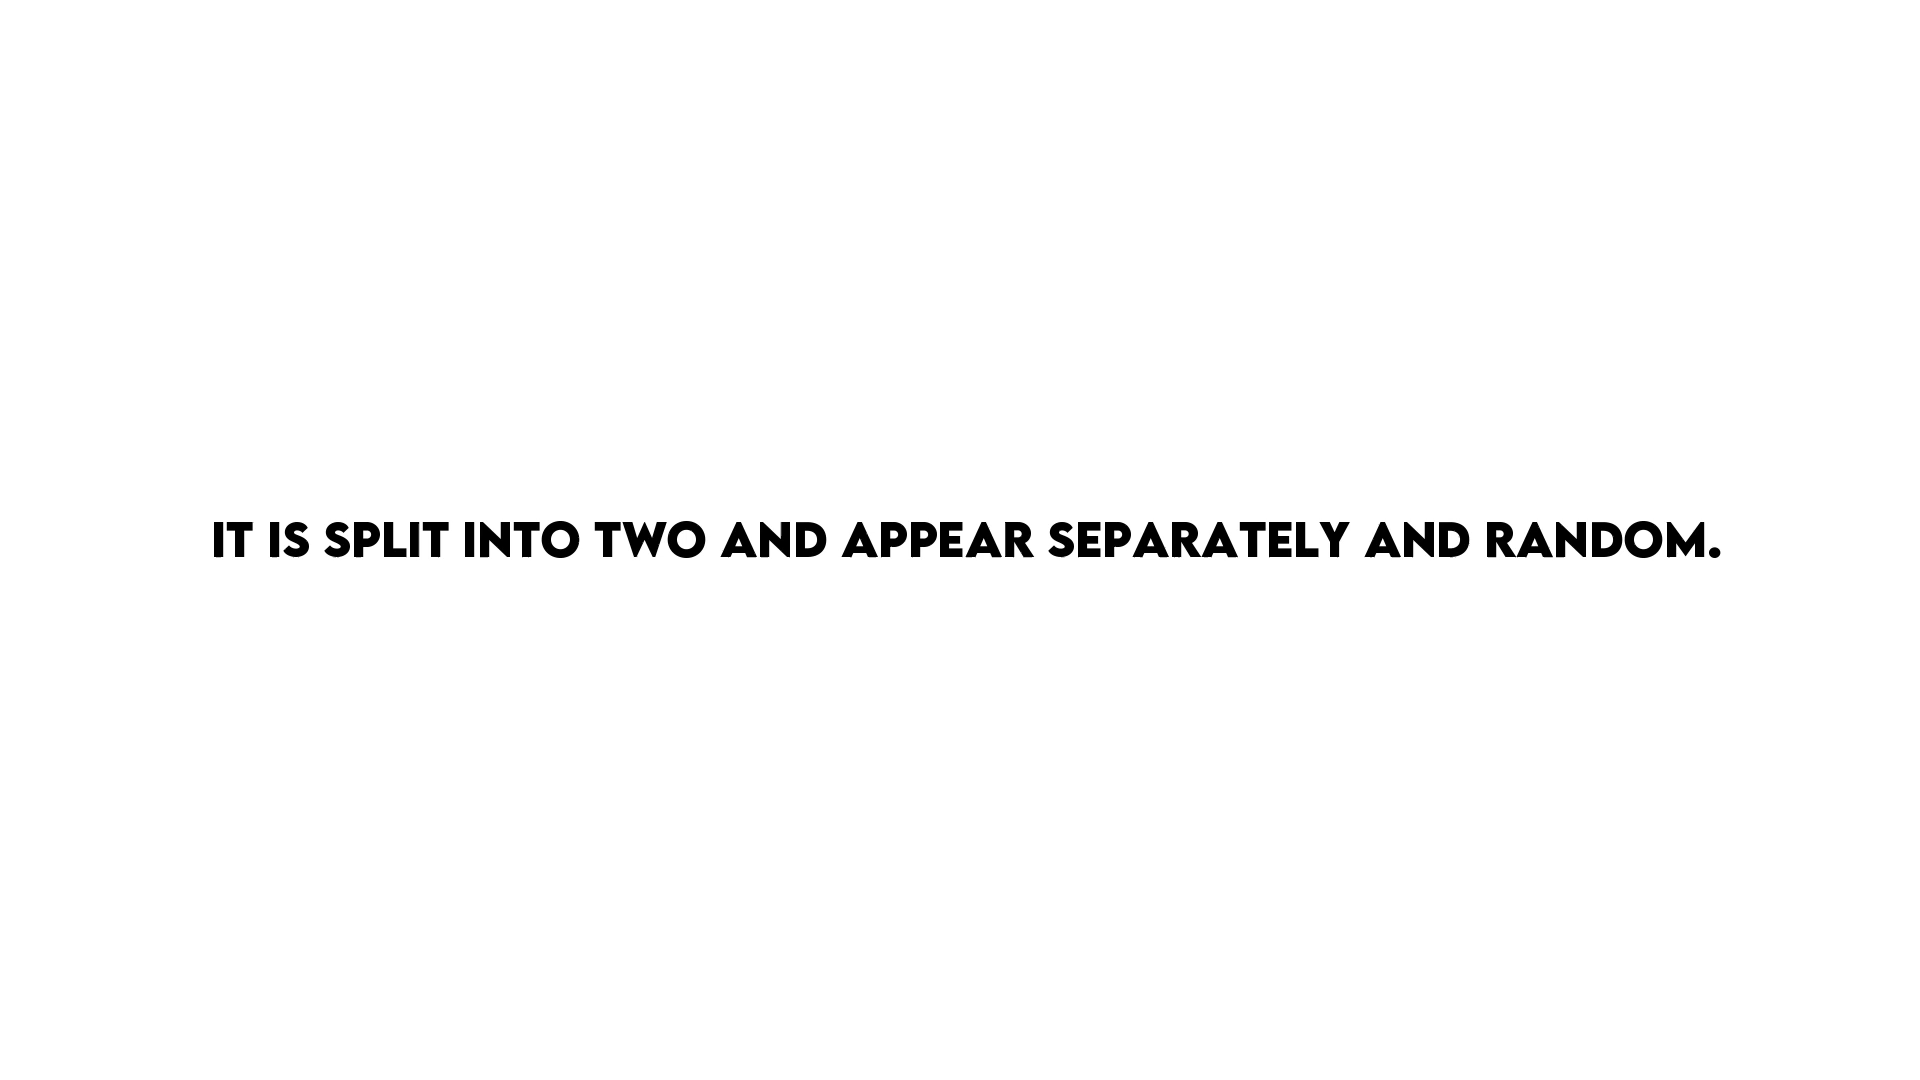 IT IS SPLIT INTO TWO AND APPEAR SEPARATELY AND RANDOM.